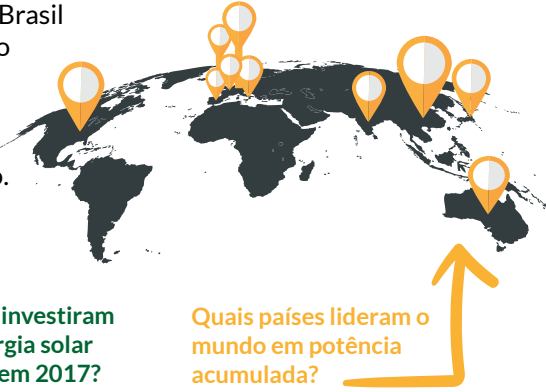 Brasil
o
o.
investiram
rgia solar
em 2017?
Quais países lideram o
mundo em potência
acumulada?